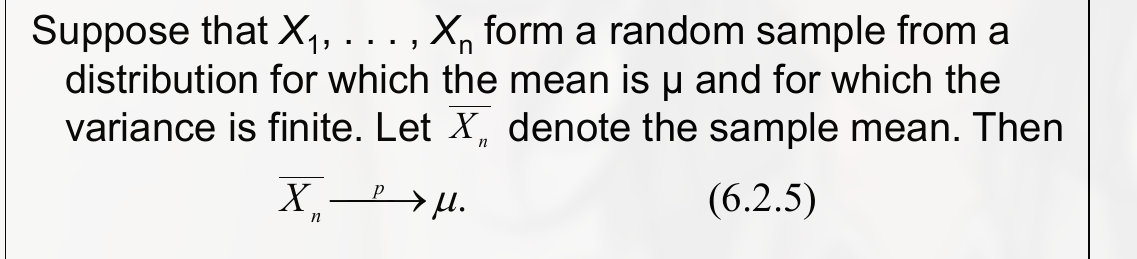 Suppose that X₁, . . . , Xₙ form a random sample from a
distribution for which the mean is μ and for which the
variance is finite. Let X̅ₙ denote the sample mean. Then
X̅ₙ —p→ μ. (6.2.5)